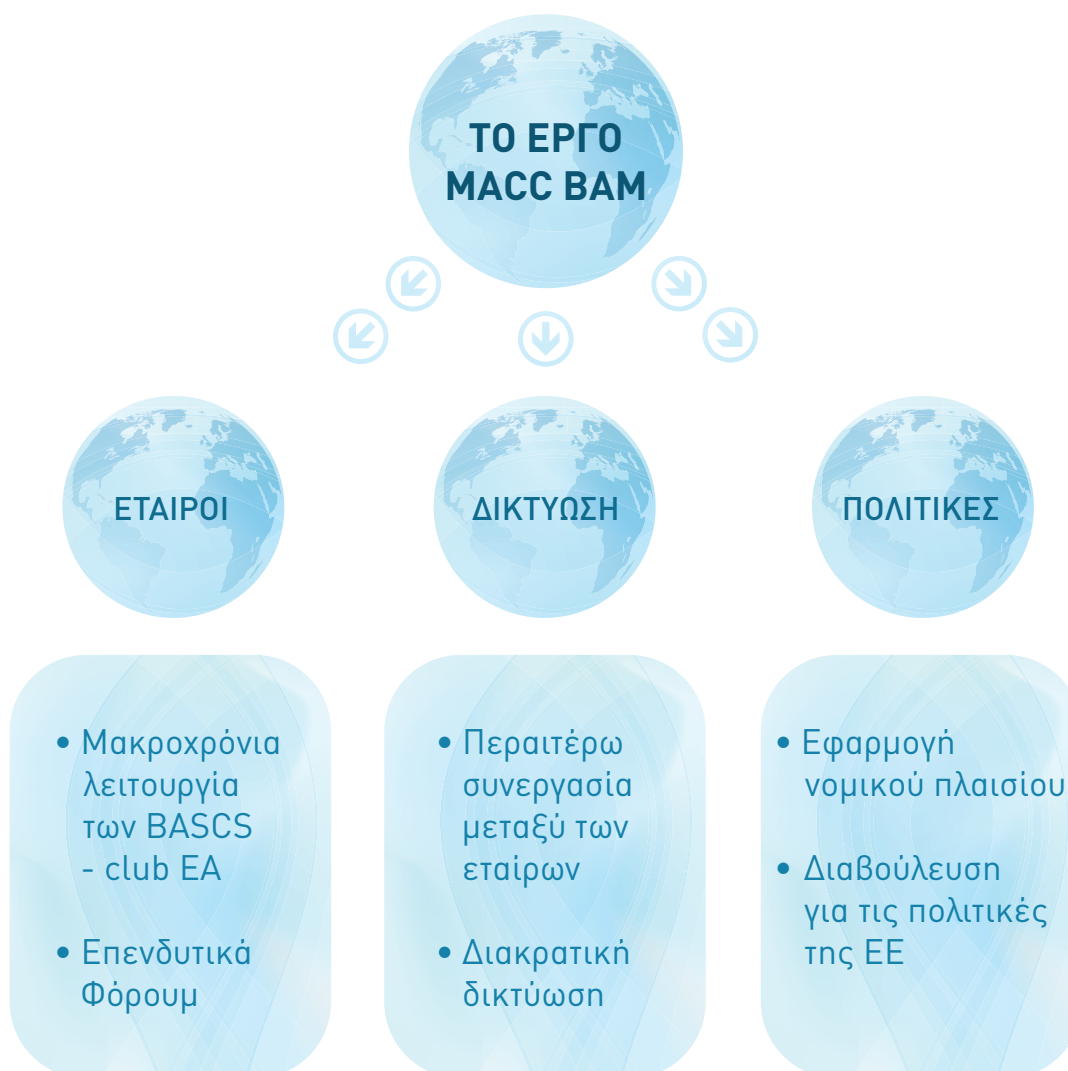 ΤΟ ΕΡΓΟ
MACC BAM
ΕΤΑΙΡΟΙ
• Μακροχρόνια
λειτουργία
των BASCS
- club ΕΑ
• Επενδυτικά
Φόρουμ
ΔΙΚΤΥΩΣΗ
• Περαιτέρω
συνεργασία
μεταξύ των
εταίρων
• Διακρατική
δικτύωση
ΠΟΛΙΤΙΚΕΣ
• Εφαρμογή
νομικού πλαισίου
• Διαβούλευση
για τις πολιτικές
της ΕΕ